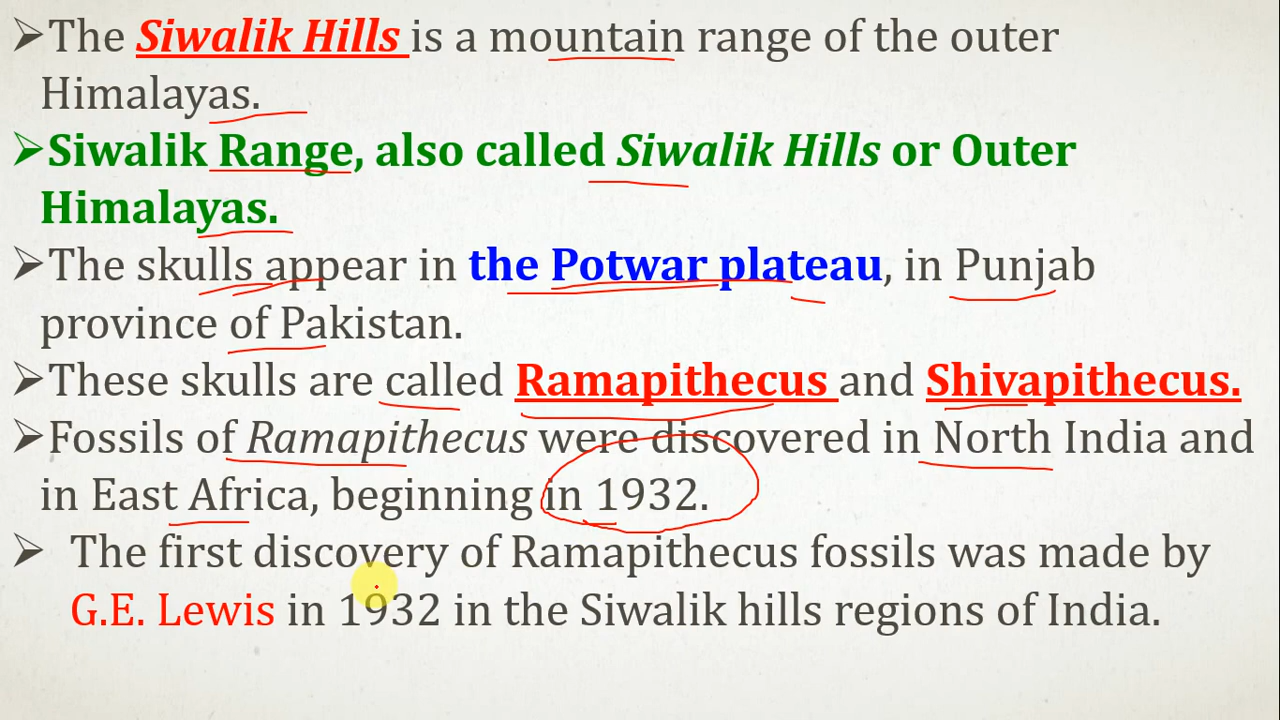 ➢The Siwalik Hills is a mountain range of the outer
Himalayas.
➢Siwalik Range, also called Siwalik Hills or Outer
Himalayas.
➢The skulls appear in the Potwar plateau, in Punjab
province of Pakistan.
➢These skulls are called Ramapithecus and Shivapithecus.
➢Fossils of Ramapithecus were discovered in North India and
in East Africa, beginning in 1932.
➢ The first discovery of Ramapithecus fossils was made by
G.E. Lewis in 1932 in the Siwalik hills regions of India.